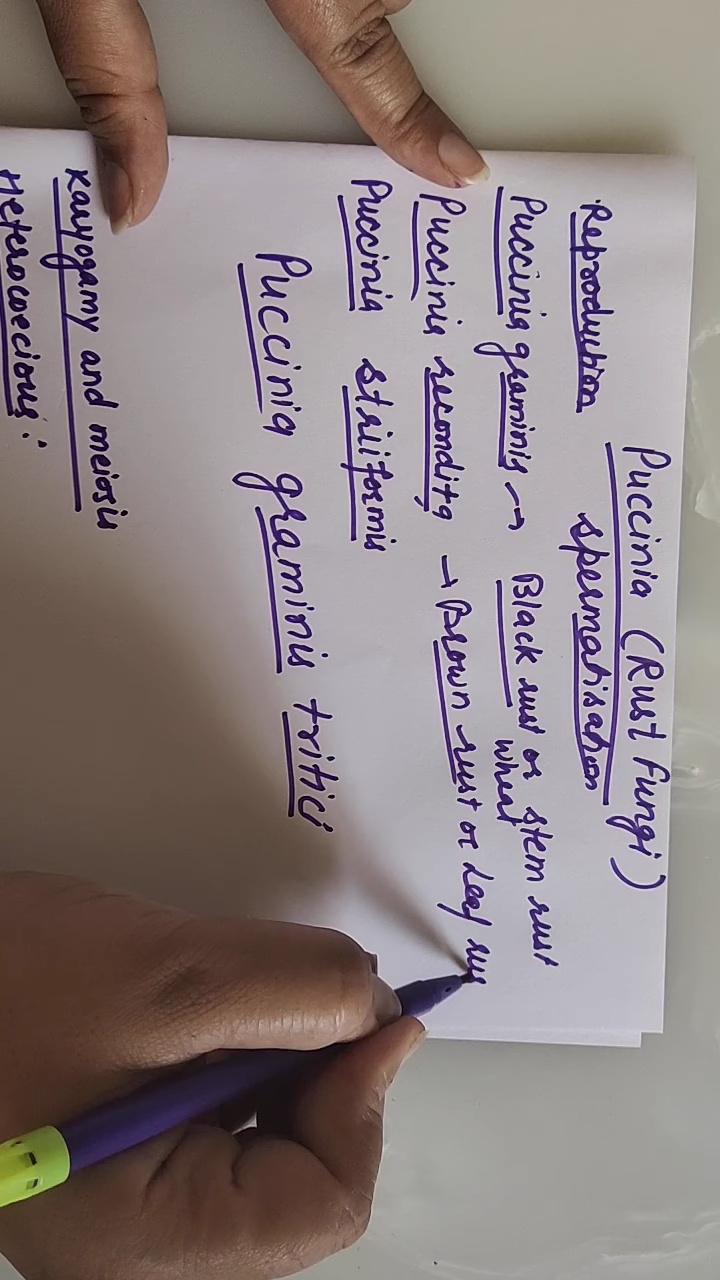 Puccinia (Rust Fungi)
Reproduction spermatisation
Puccinia graminis → Black rust or stem rust
wheat
Puccinia recondita → Brown rust or Leaf rus
Puccinia striiformis
Puccinia graminis tritici
Karyogamy and meiosis
Heteroecious: